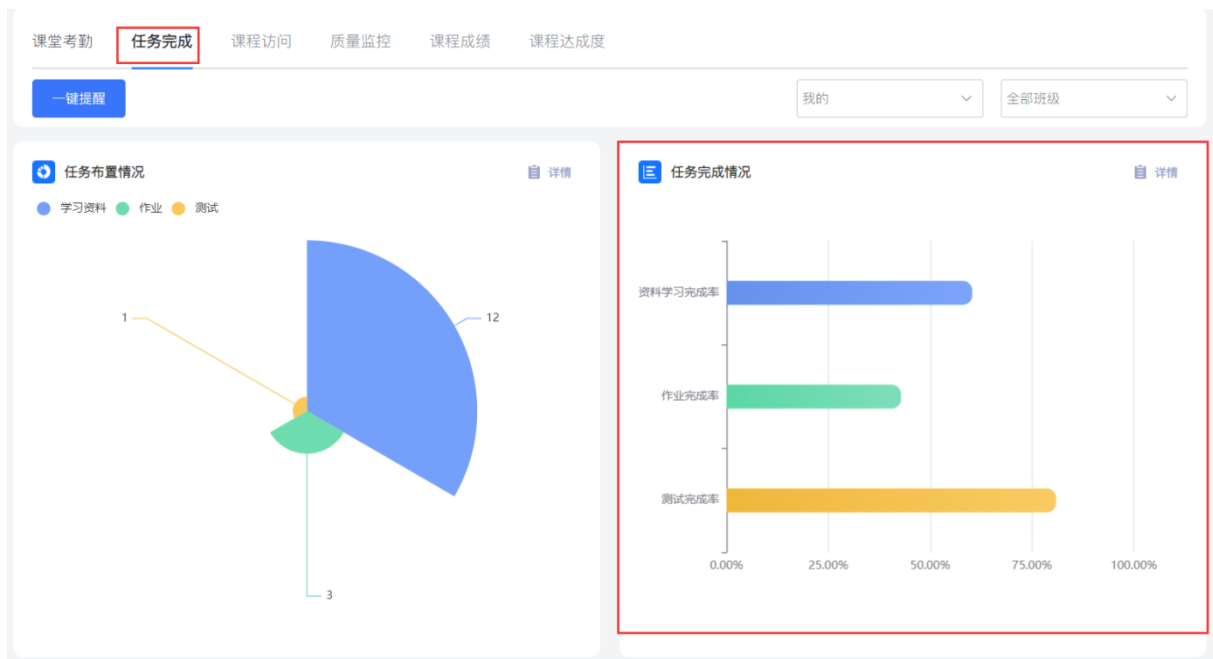 课堂考勤 任务完成 课程访问 质量监控 课程成绩 课程达成度
一键提醒 我的 全部班级
任务布置情况 详情
学习资料 作业 测试
1
12
3
任务完成情况 详情
资料学习完成率
作业完成率
测试完成率
0.00% 25.00% 50.00% 75.00% 100.00%